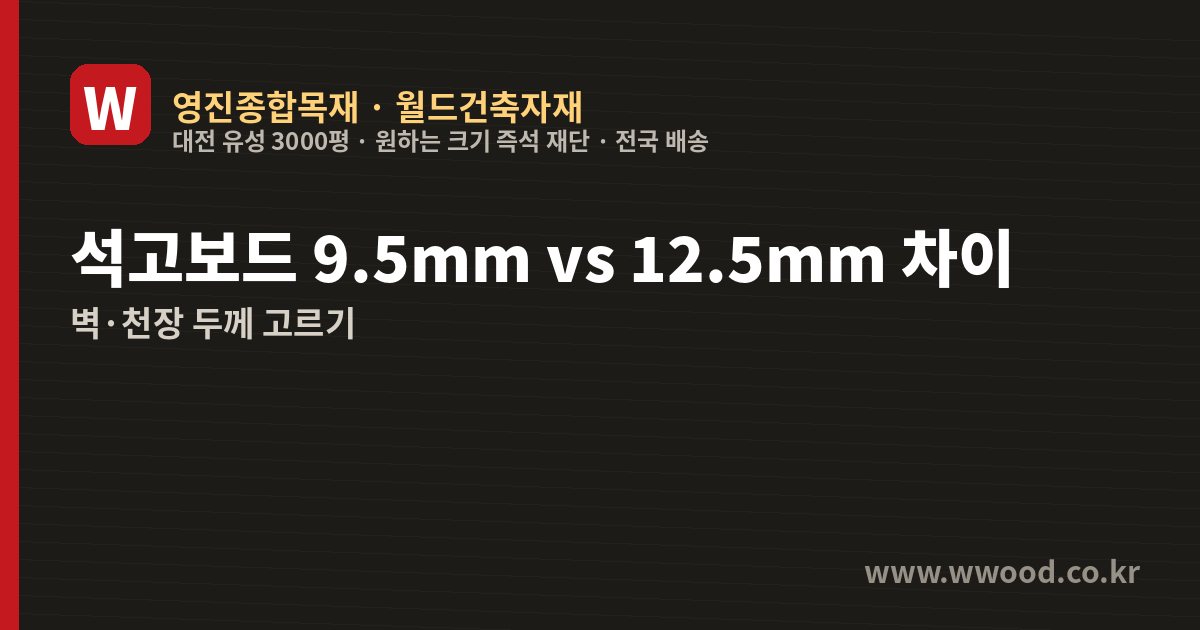 W
영진종합목재 · 월드건축자재
대전 유성 3000평 · 원하는 크기 즉석 재단 · 전국 배송
석고보드 9.5mm vs 12.5mm 차이
벽·천장 두께 고르기
www.wwood.co.kr